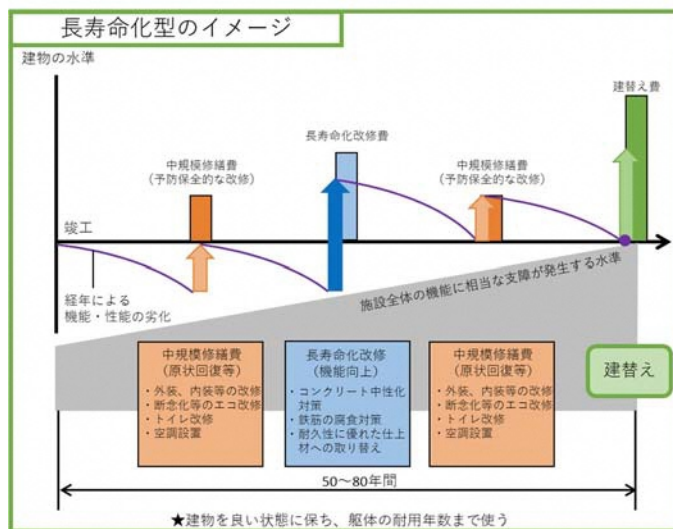 長寿命化型のイメージ
建物の水準
建替え費
長寿命化改修費
中規模修繕費
(予防保全的な改修)
中規模修繕費
(予防保全的な改修)
竣工
経年による
機能・性能の劣化
施設全体の機能に相当な支障が発生する水準
中規模修繕費
(原状回復等)
・外装、内装等の改修
・断念化等のエコ改修
・トイレ改修
・空調設置
長寿命化改修
(機能向上)
・コンクリート中性化
対策
・鉄筋の腐食対策
・耐久性に優れた仕上
材への取り替え
中規模修繕費
(原状回復等)
・外装、内装等の改修
・断念化等のエコ改修
・トイレ改修
・空調設置
建替え
50~80年間
★建物を良い状態に保ち、躯体の耐用年数まで使う